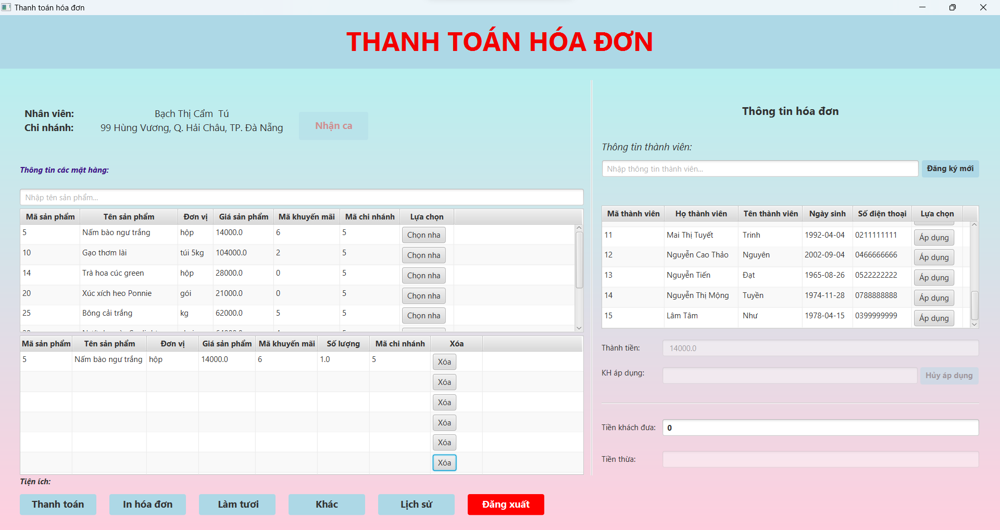 Thanh toán hóa đơn
THANH TOÁN HÓA ĐƠN
Nhân viên: Bạch Thị Cẩm  Tú
Chi nhánh: 99 Hùng Vương, Q. Hải Châu, TP. Đà Nẵng
Nhận ca
Thông tin các mặt hàng:
Nhập tên sản phẩm...
Mã sản phẩm Tên sản phẩm Đơn vị Giá sản phẩm Mã khuyến mãi Mã chi nhánh Lựa chọn
5 Nấm bào ngư trắng hộp 14000.0 6 5 Chọn nha
10 Gạo thơm lài túi 5kg 104000.0 2 5 Chọn nha
14 Trà hoa cúc green hộp 28000.0 0 5 Chọn nha
20 Xúc xích heo Ponnie gói 21000.0 0 5 Chọn nha
25 Bông cải trắng kg 62000.0 5 5 Chọn nha
Mã sản phẩm Tên sản phẩm Đơn vị Giá sản phẩm Mã khuyến mãi Số lượng Mã chi nhánh Xóa
5 Nấm bào ngư trắng hộp 14000.0 6 1.0 5 Xóa
Xóa
Xóa
Xóa
Xóa
Xóa
Tiện ích:
Thanh toán In hóa đơn Làm tươi Khác Lịch sử Đăng xuất
Thông tin hóa đơn
Thông tin thành viên:
Nhập thông tin thành viên... Đăng ký mới
Mã thành viên Họ thành viên Tên thành viên Ngày sinh Số điện thoại Lựa chọn
11 Mai Thị Tuyết Trinh 1992-04-04 0211111111 Áp dụng
12 Nguyễn Cao Thảo Nguyên 2002-09-04 0466666666 Áp dụng
13 Nguyễn Tiến Đạt 1965-08-26 0522222222 Áp dụng
14 Nguyễn Thị Mộng Tuyền 1974-11-28 0788888888 Áp dụng
15 Lâm Tâm Như 1978-04-15 0399999999 Áp dụng
Thành tiền: 14000.0
KH áp dụng: Hủy áp dụng
Tiền khách đưa: 0
Tiền thừa: